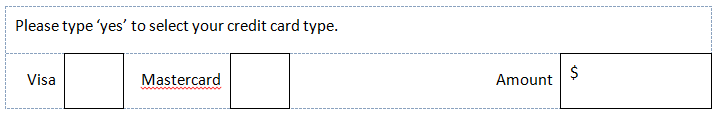 Please type ‘yes’ to select your credit card type.
Visa Mastercard Amount $